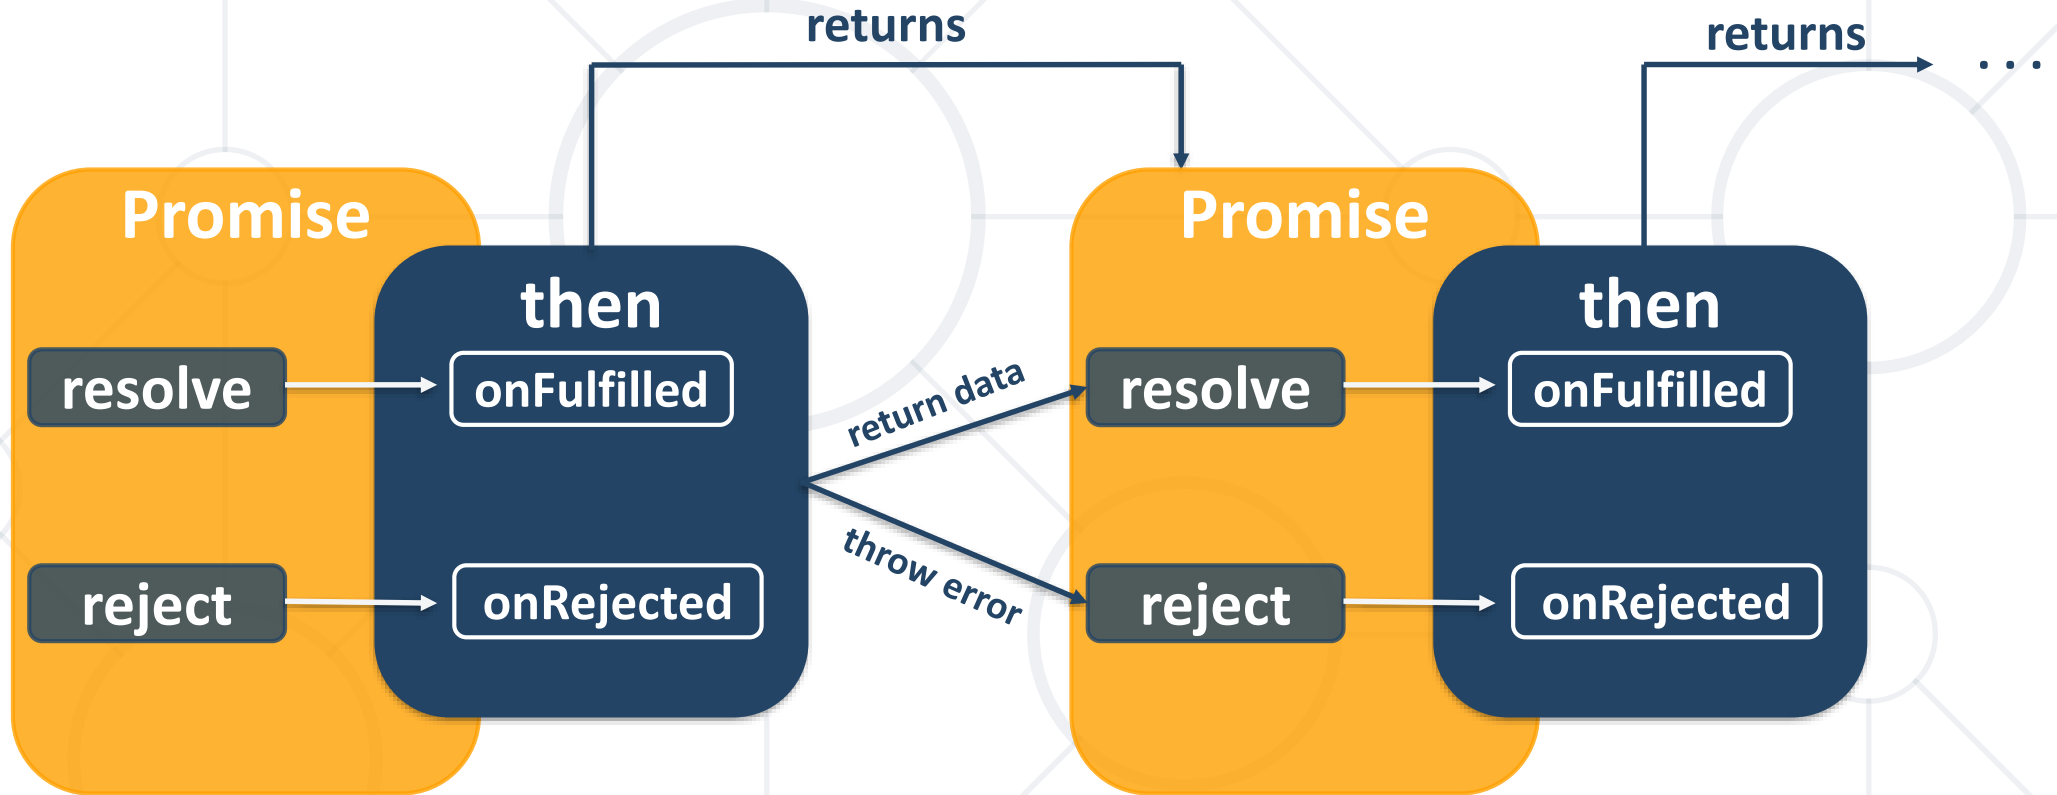 returns
returns
...
Promise
then
resolve
onFulfilled
reject
onRejected
return data
throw error
Promise
then
resolve
onFulfilled
reject
onRejected